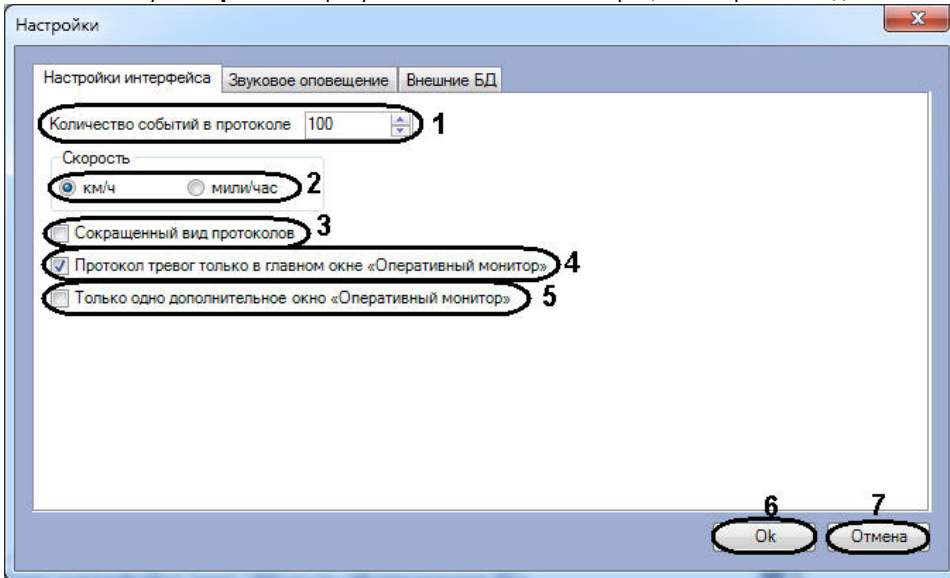 Настройки
Настройки интерфейса Звуковое оповещение Внешние БД
Количество событий в протоколе 100 1
Скорость
км/ч мили/час 2
Сокращенный вид протоколов 3
Протокол тревог только в главном окне «Оперативный монитор» 4
Только одно дополнительное окно «Оперативный монитор» 5
6 7
Ok Отмена